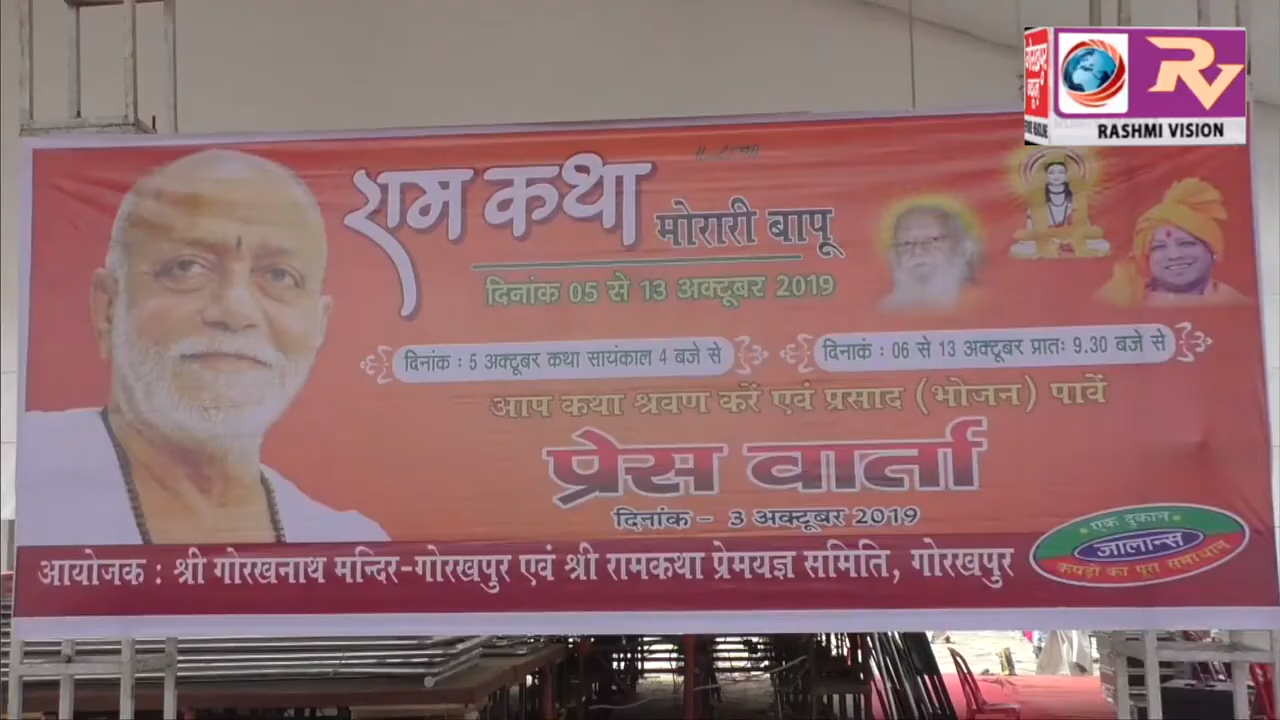 गोरखपुर न्यूज़
RV
RASHMI VISION
राम कथा
मोरारी बापू
दिनांक 05 से 13 अक्टूबर 2019
दिनांक : 5 अक्टूबर कथा सायंकाल 4 बजे से
दिनाकं : 06 से 13 अक्टूबर प्रातः 9.30 बजे से
आप कथा श्रवण करें एवं प्रसाद (भोजन) पावें
प्रेस वार्ता
दिनांक - 3 अक्टूबर 2019
आयोजक : श्री गोरखनाथ मन्दिर-गोरखपुर एवं श्री रामकथा प्रेमयज्ञ समिति, गोरखपुर
एक दुकान
जालान्स
कपड़ों का पूरा समाधान